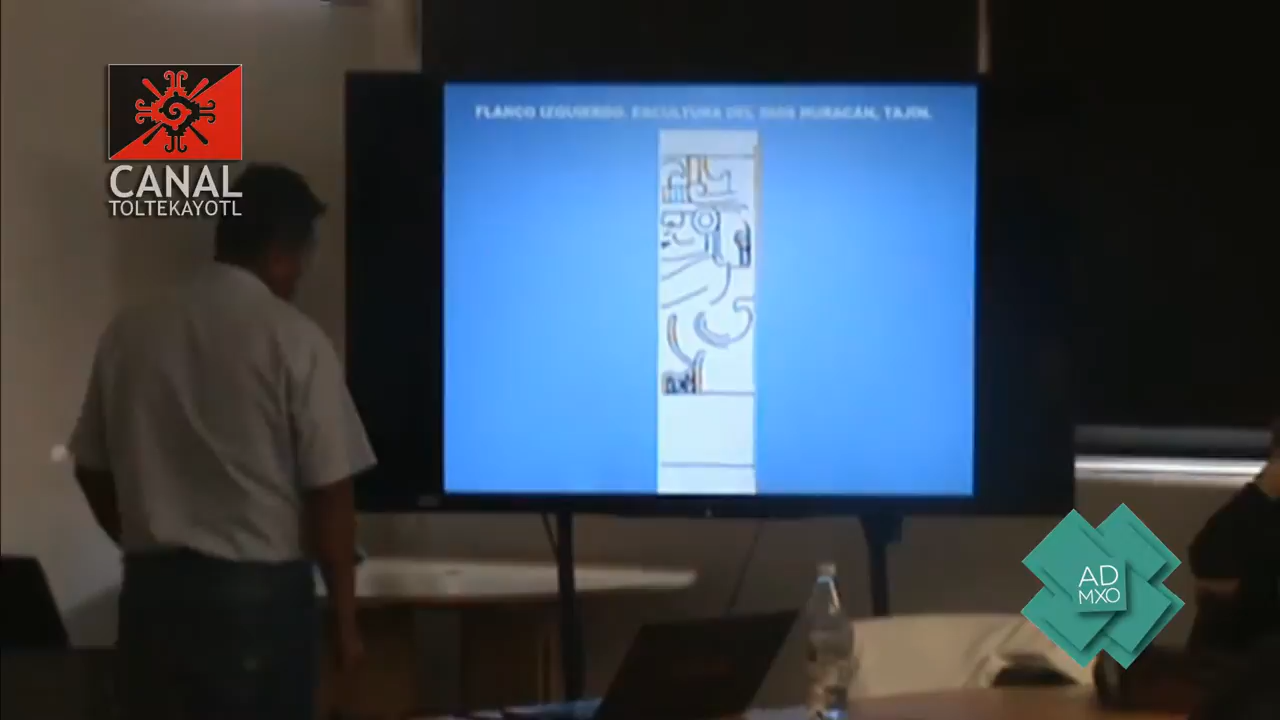 CANAL
TOLTEKAYOTL
FLANCO IZQUIERDO. ESCULTURA DEL DIOS HURACÁN, TAJÍN.
AD
MXO